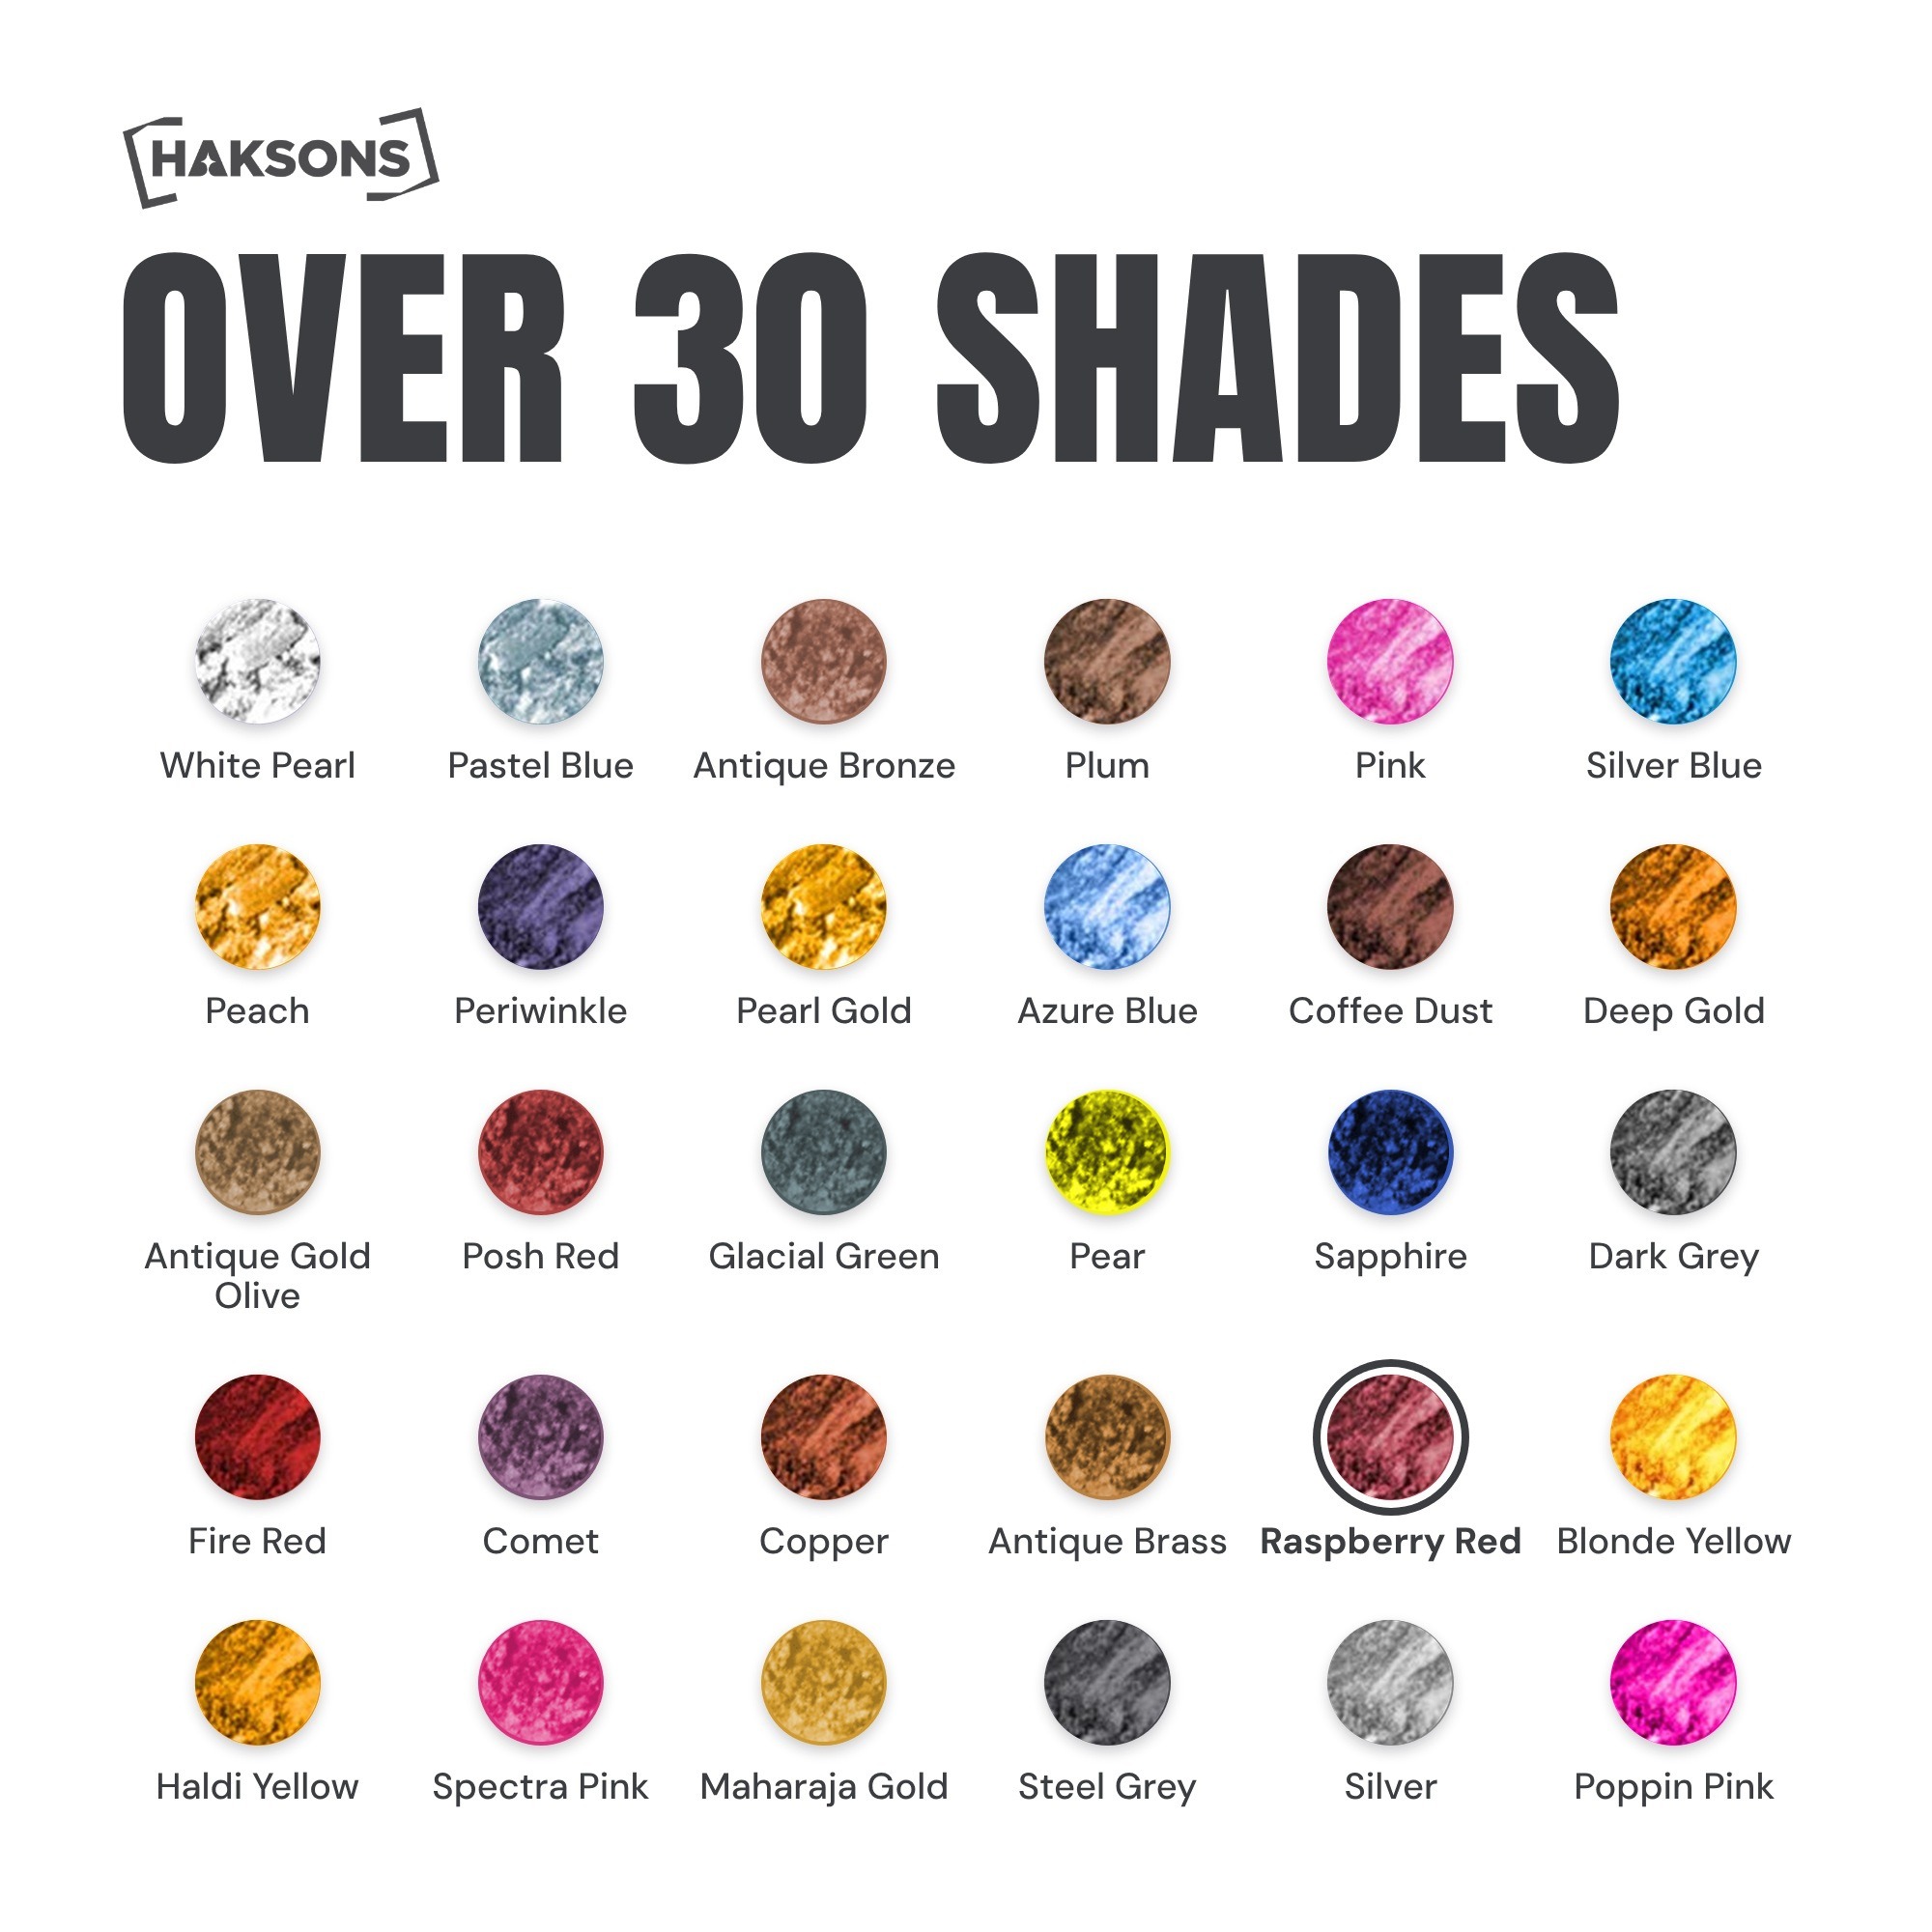 HAKSONS
OVER 30 SHADES
White Pearl
Pastel Blue
Antique Bronze
Plum
Pink
Silver Blue
Peach
Periwinkle
Pearl Gold
Azure Blue
Coffee Dust
Deep Gold
Antique Gold
Olive
Posh Red
Glacial Green
Pear
Sapphire
Dark Grey
Fire Red
Comet
Copper
Antique Brass
Raspberry Red
Blonde Yellow
Haldi Yellow
Spectra Pink
Maharaja Gold
Steel Grey
Silver
Poppin Pink